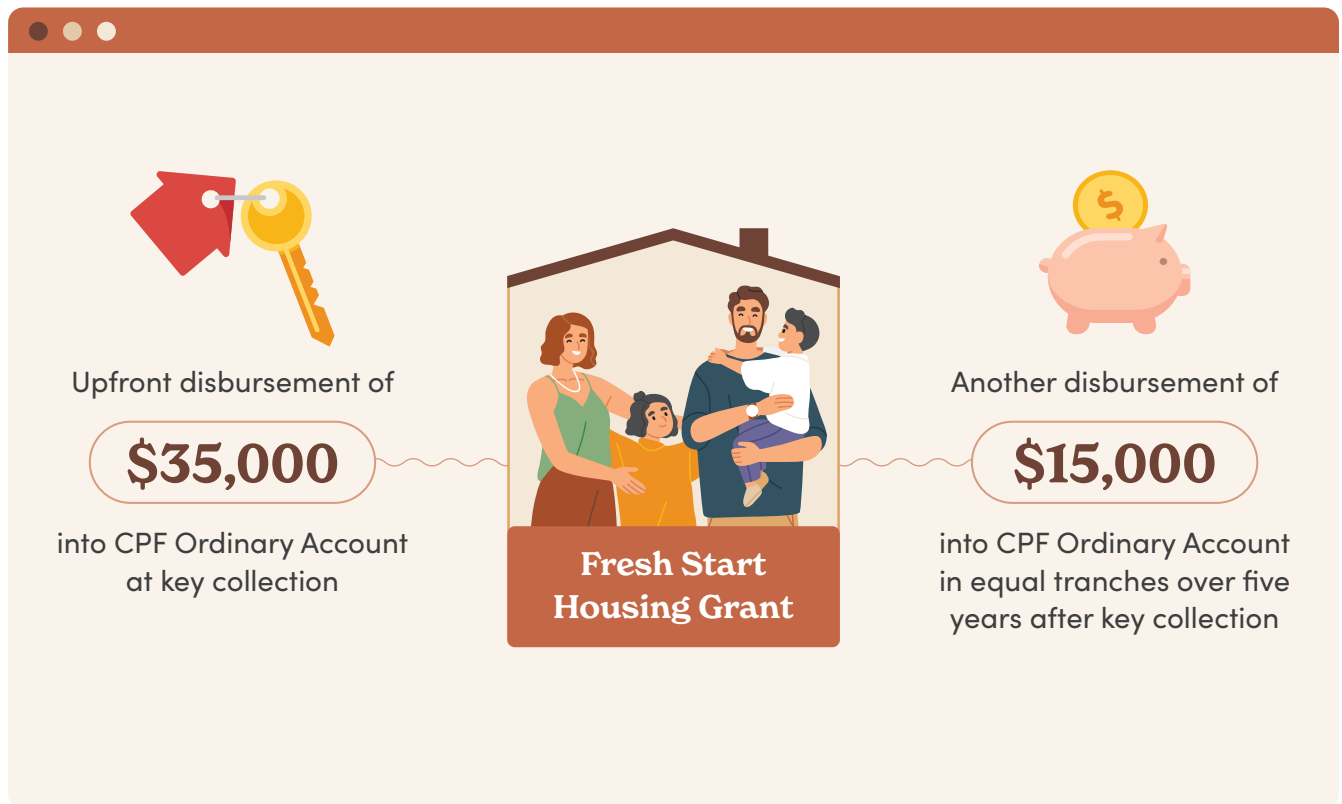 Upfront disbursement of
$35,000
into CPF Ordinary Account
at key collection
Fresh Start
Housing Grant
$
Another disbursement of
$15,000
into CPF Ordinary Account
in equal tranches over five
years after key collection